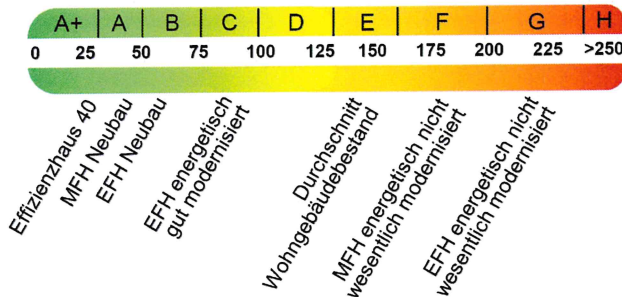 A+ A B C D E F G H
0 25 50 75 100 125 150 175 200 225 >250
Effizienzhaus 40
MFH Neubau
EFH Neubau
EFH energetisch
gut modernisiert
Durchschnitt
Wohngebäudebestand
MFH energetisch nicht
wesentlich modernisiert
EFH energetisch nicht
wesentlich modernisiert